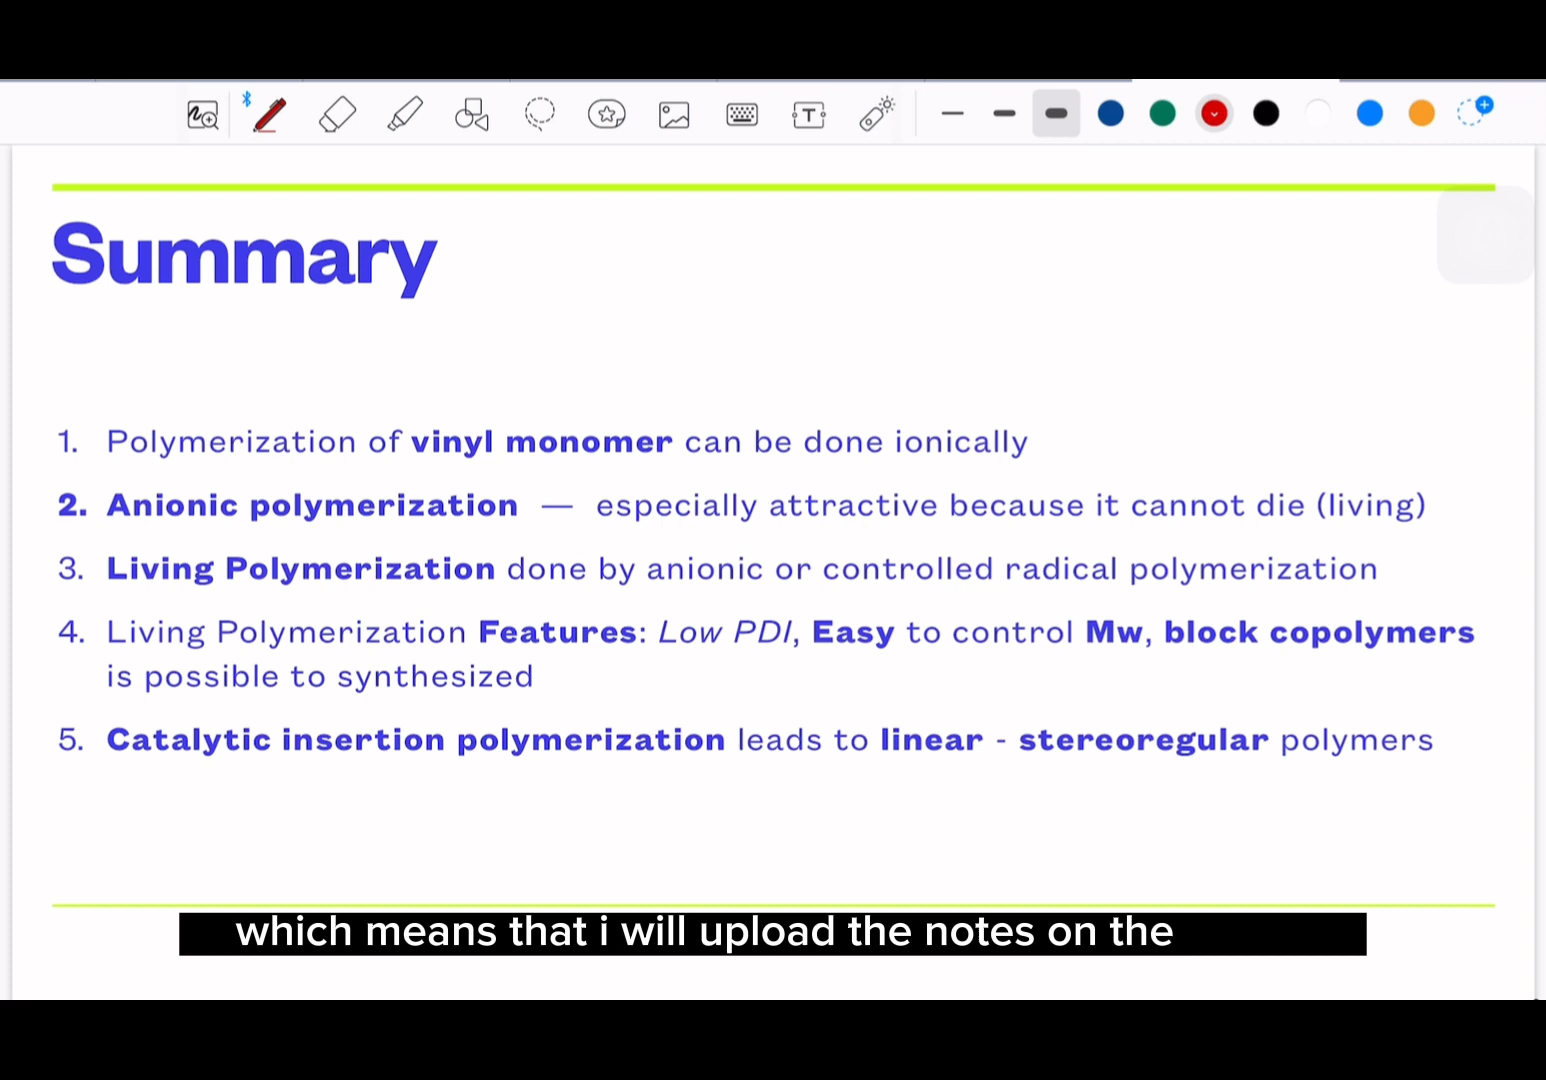 Summary
1. Polymerization of vinyl monomer can be done ionically
2. Anionic polymerization — especially attractive because it cannot die (living)
3. Living Polymerization done by anionic or controlled radical polymerization
4. Living Polymerization Features: Low PDI, Easy to control Mw, block copolymers
is possible to synthesized
5. Catalytic insertion polymerization leads to linear - stereoregular polymers
which means that i will upload the notes on the